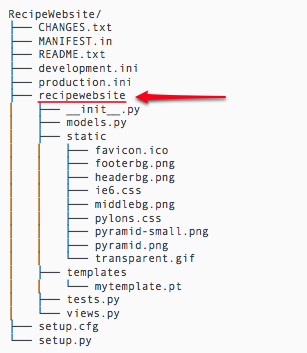 RecipeWebsite/
├── CHANGES.txt
├── MANIFEST.in
├── README.txt
├── development.ini
├── production.ini
├── recipewebsite
│   ├── __init__.py
│   ├── models.py
│   ├── static
│   │   ├── favicon.ico
│   │   ├── footerbg.png
│   │   ├── headerbg.png
│   │   ├── ie6.css
│   │   ├── middlebg.png
│   │   ├── pylons.css
│   │   ├── pyramid-small.png
│   │   ├── pyramid.png
│   │   └── transparent.gif
│   ├── templates
│   │   └── mytemplate.pt
│   ├── tests.py
│   └── views.py
├── setup.cfg
└── setup.py